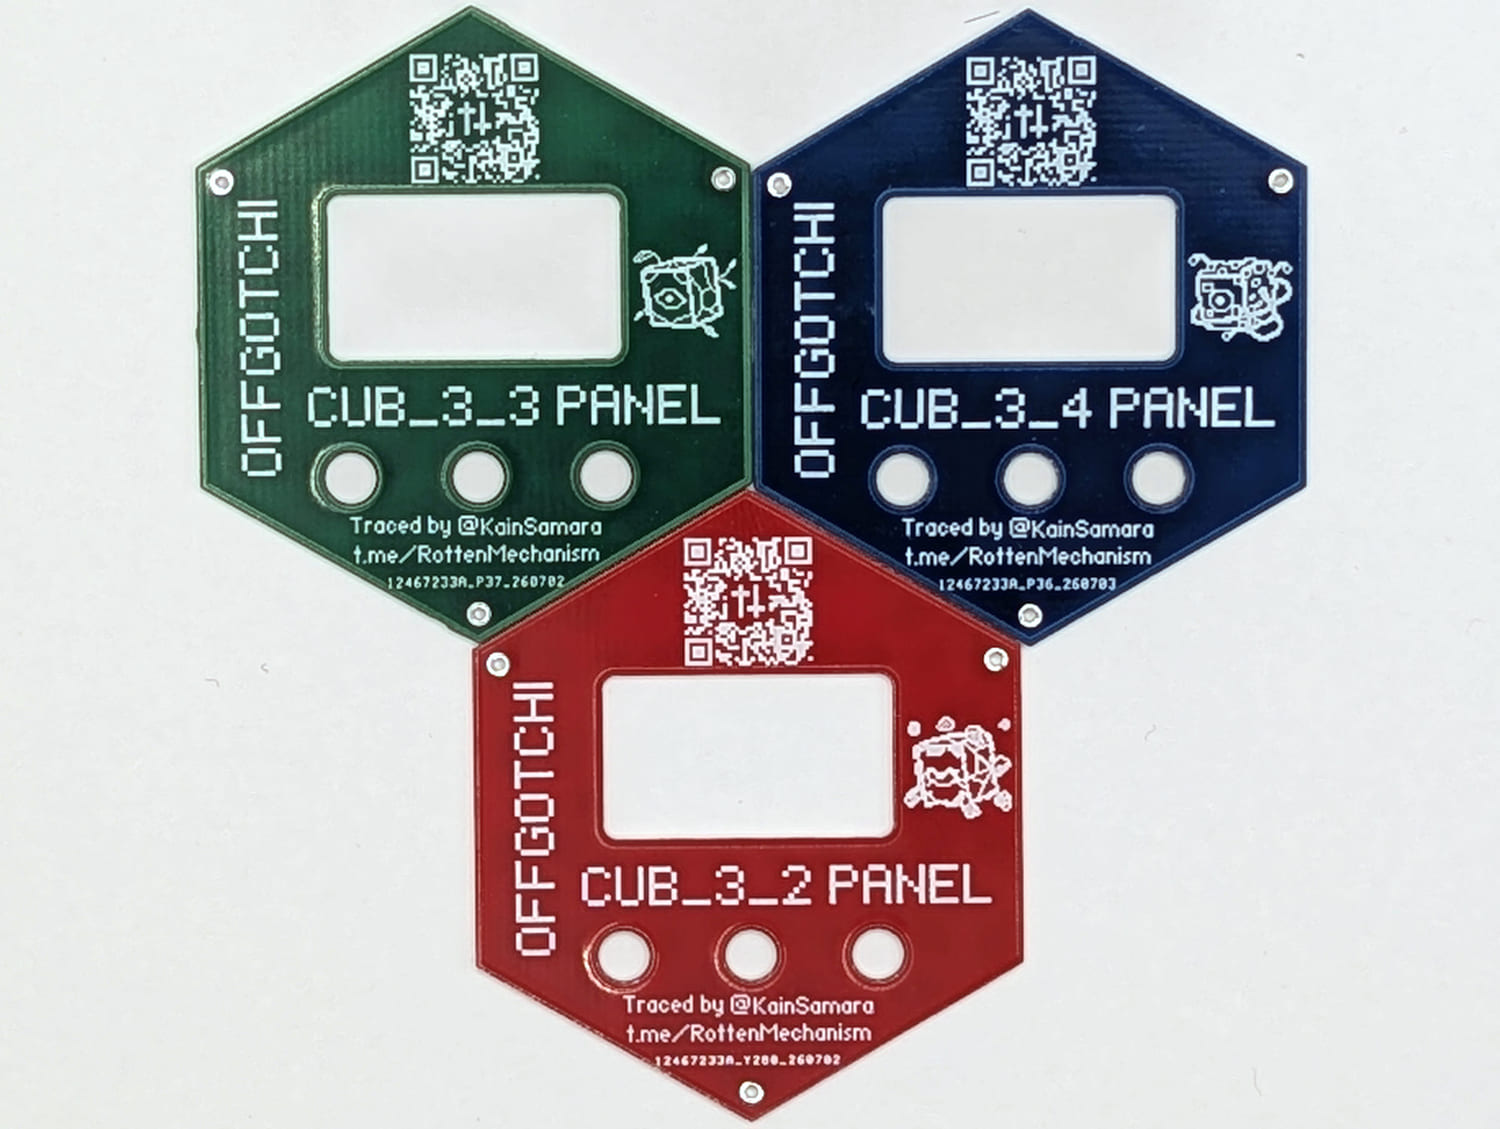 OFFGOTCHI
CUB_3_3 PANEL
Traced by @KainSamara
t.me/RottenMechanism
12467233A_P37_260702
OFFGOTCHI
CUB_3_4 PANEL
Traced by @KainSamara
t.me/RottenMechanism
12467233A_P36_260703
OFFGOTCHI
CUB_3_2 PANEL
Traced by @KainSamara
t.me/RottenMechanism
12467233A_Y280_260702